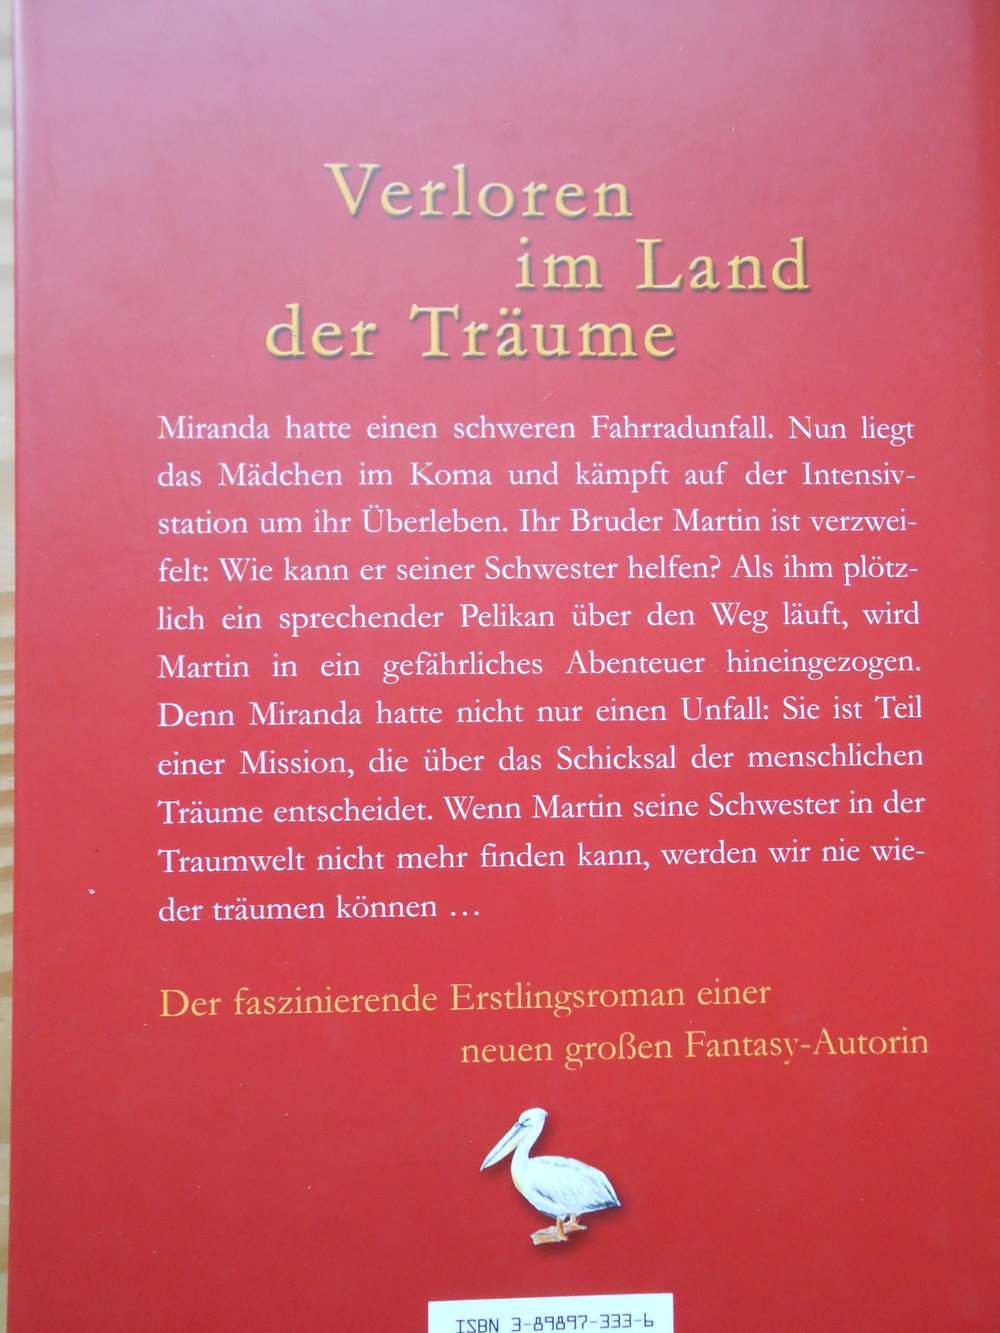 Verloren
im Land
der Träume
Miranda hatte einen schweren Fahrradunfall. Nun liegt
das Mädchen im Koma und kämpft auf der Intensiv-
station um ihr Überleben. Ihr Bruder Martin ist verzwei-
felt: Wie kann er seiner Schwester helfen? Als ihm plötz-
lich ein sprechender Pelikan über den Weg läuft, wird
Martin in ein gefährliches Abenteuer hineingezogen.
Denn Miranda hatte nicht nur einen Unfall: Sie ist Teil
einer Mission, die über das Schicksal der menschlichen
Träume entscheidet. Wenn Martin seine Schwester in der
Traumwelt nicht mehr finden kann, werden wir nie wie-
der träumen können …
Der faszinierende Erstlingsroman einer
neuen großen Fantasy-Autorin
ISBN 3-89897-333-6